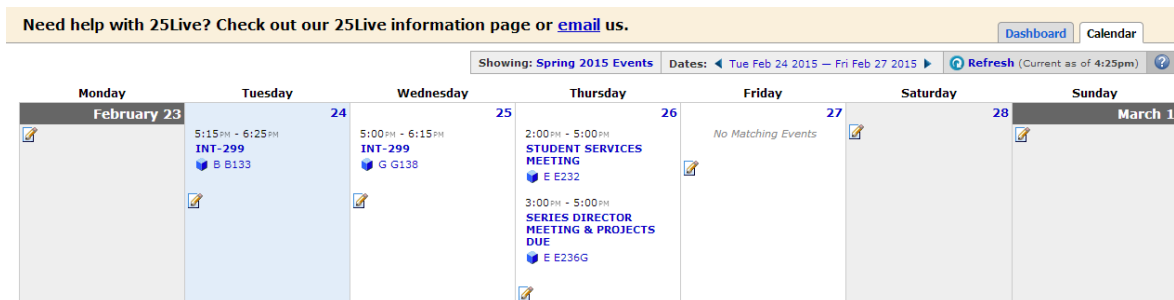 Need help with 25Live? Check out our 25Live information page or email us.
Dashboard Calendar
Showing: Spring 2015 Events Dates: Tue Feb 24 2015 — Fri Feb 27 2015 Refresh (Current as of 4:25pm) ?
Monday Tuesday Wednesday Thursday Friday Saturday Sunday
February 23 24 25 26 27 28 March 1
5:15PM - 6:25PM
INT-299
B B133
5:00PM - 6:15PM
INT-299
G G138
2:00PM - 5:00PM
STUDENT SERVICES
MEETING
E E232
3:00PM - 5:00PM
SERIES DIRECTOR
MEETING & PROJECTS
DUE
E E236G
No Matching Events